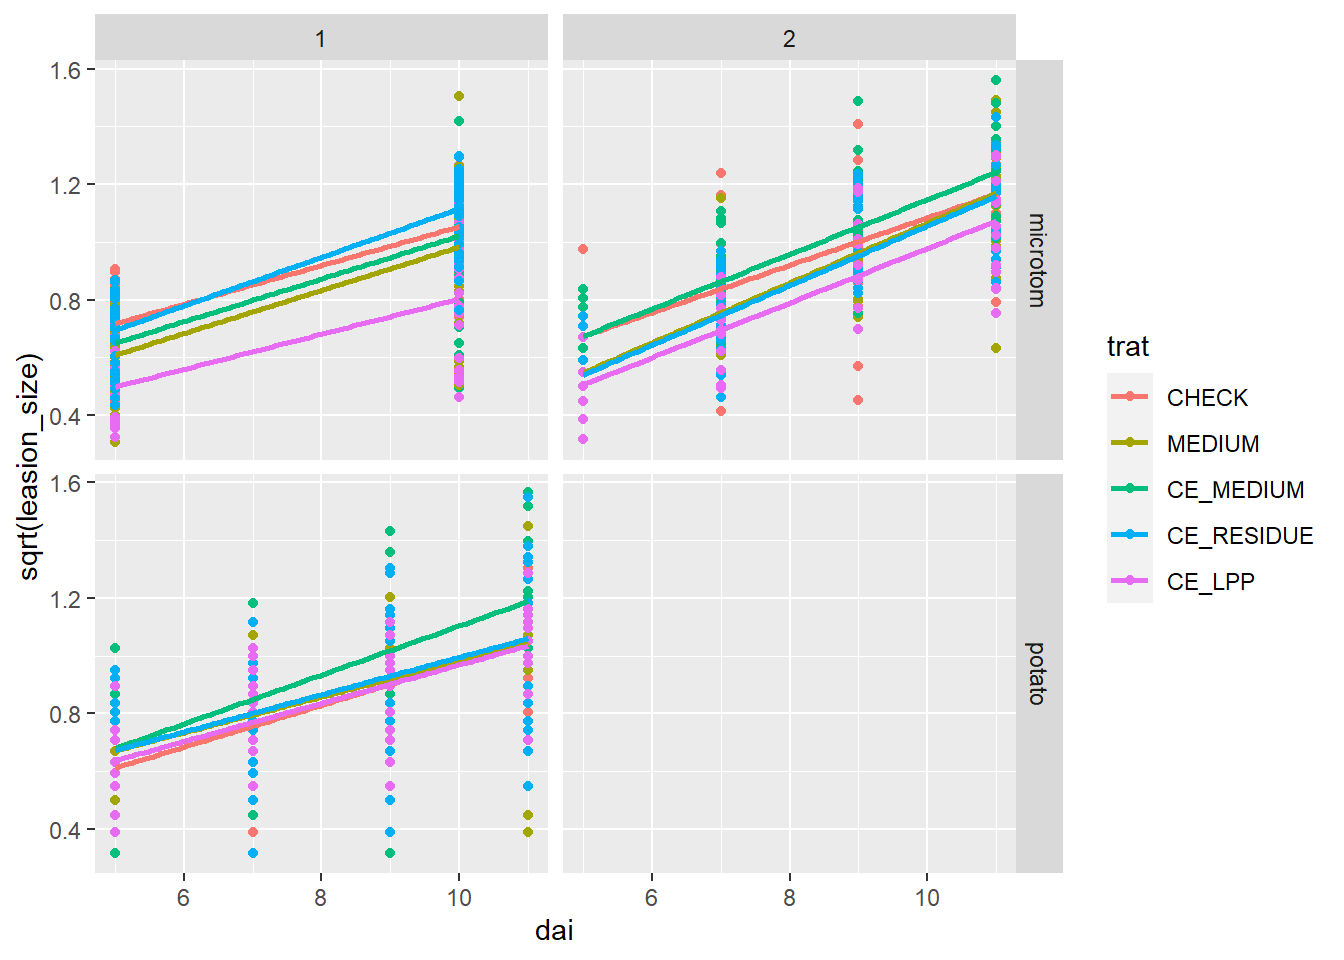 1
2
1.6
1.2
0.8
0.4
microtom
1.6
1.2
0.8
0.4
potato
sqrt(leasion_size)
6
8
10
6
8
10
dai
trat
CHECK
MEDIUM
CE_MEDIUM
CE_RESIDUE
CE_LPP